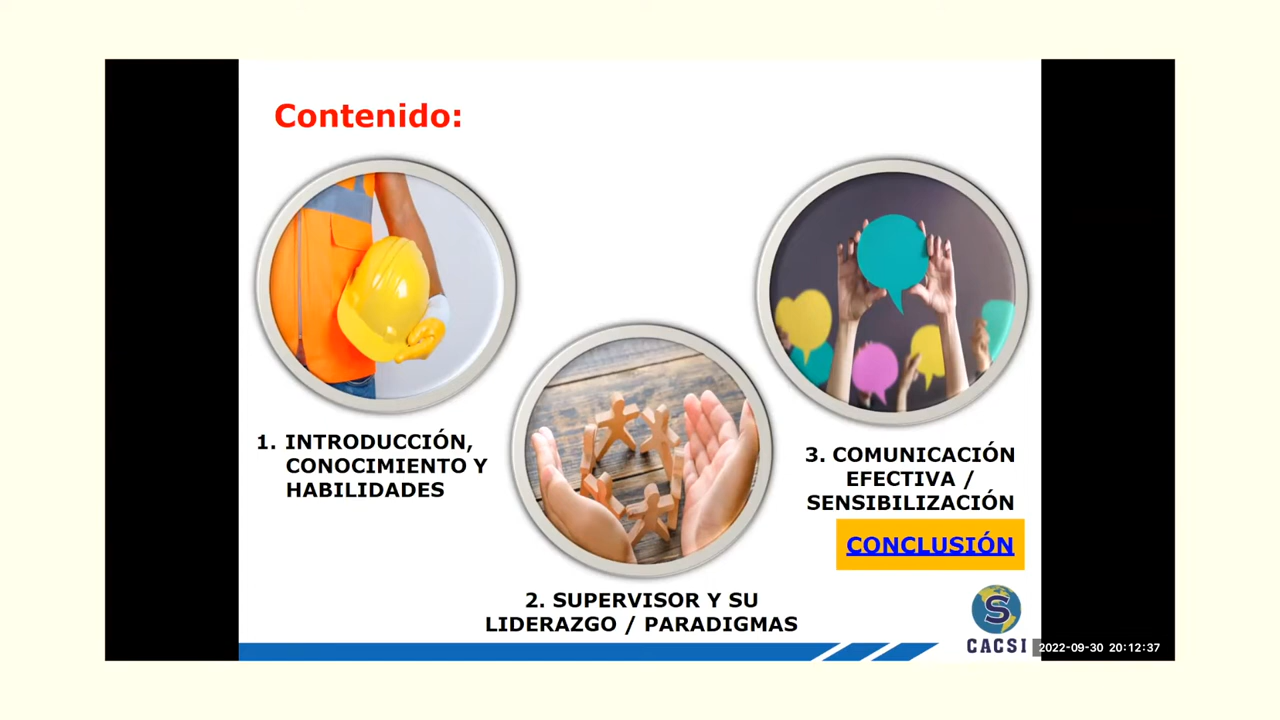 Contenido:
1. INTRODUCCIÓN,
CONOCIMIENTO Y
HABILIDADES
2. SUPERVISOR Y SU
LIDERAZGO / PARADIGMAS
3. COMUNICACIÓN
EFECTIVA /
SENSIBILIZACIÓN
CONCLUSIÓN
S
CACSI
2022-09-30 20:12:37